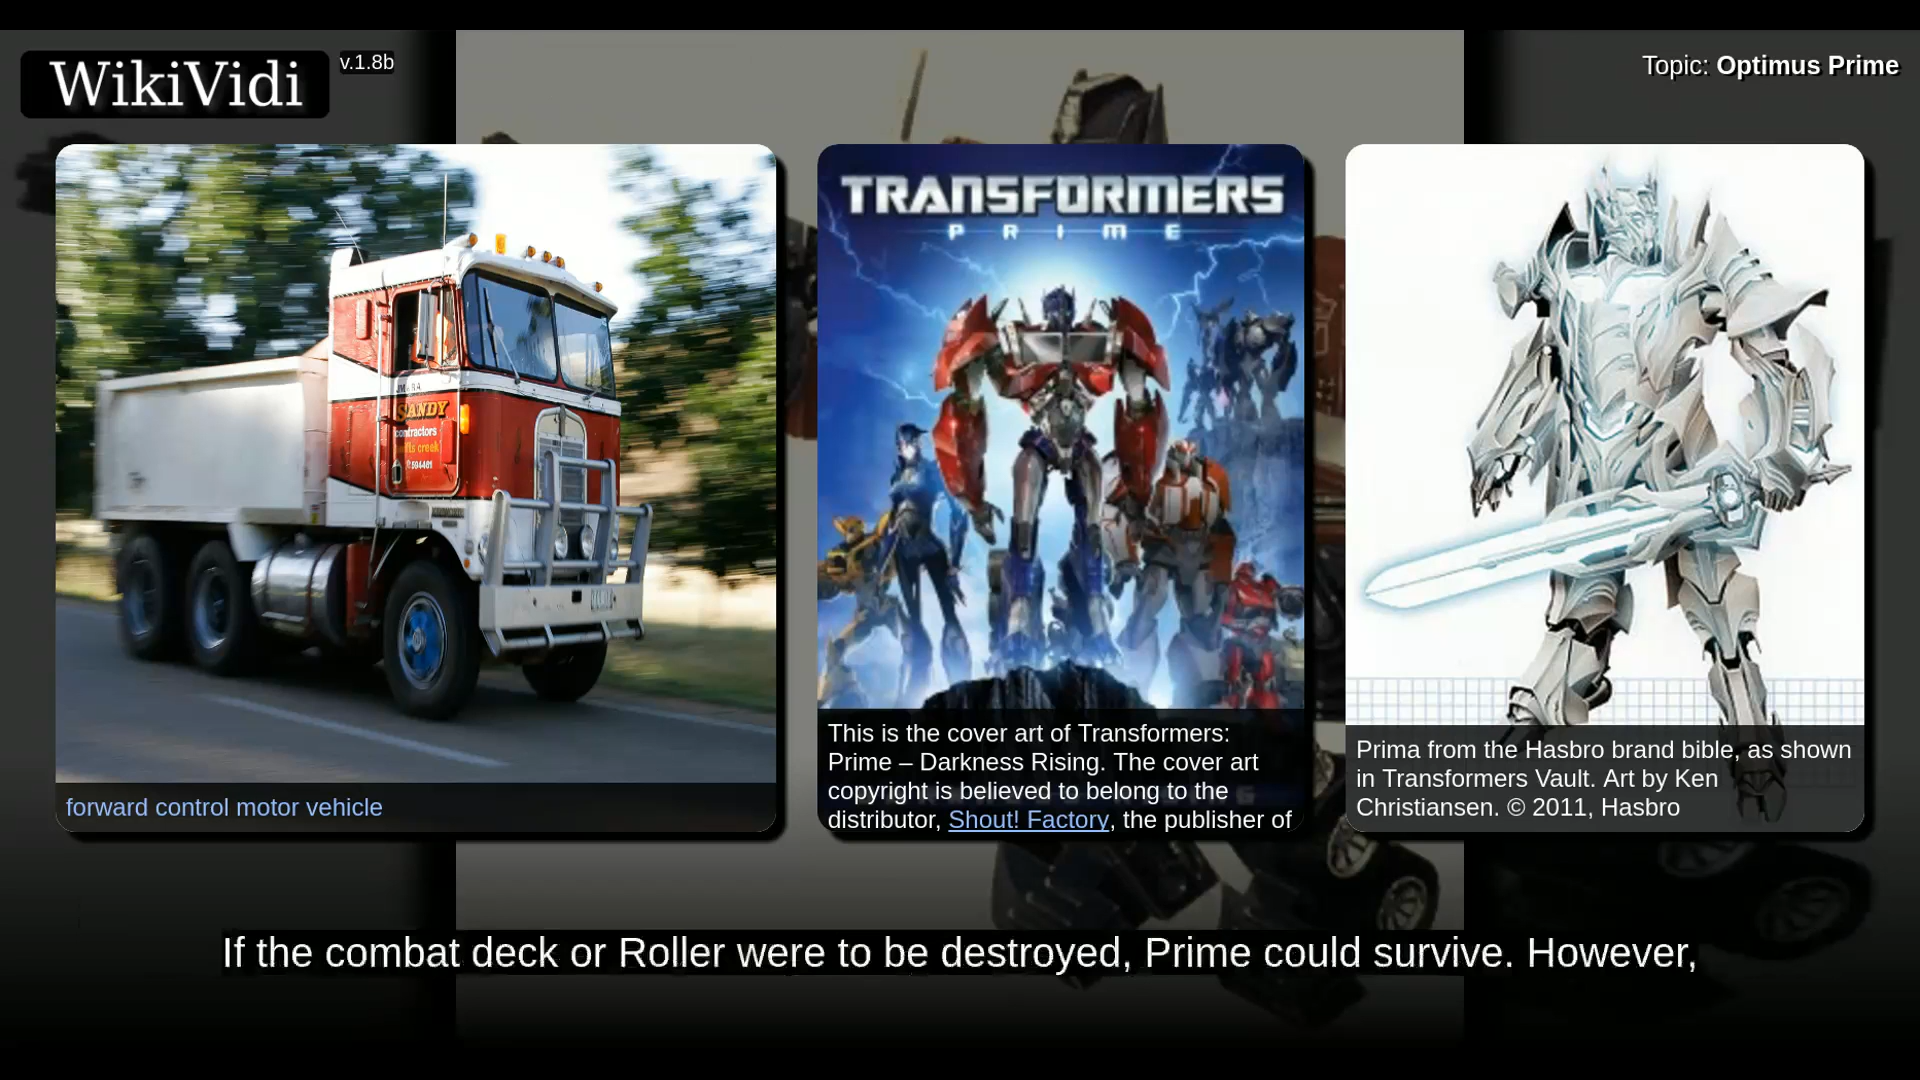 WikiVidi
v.1.8b
Topic: Optimus Prime
SANDY
contractors
594461
forward control motor vehicle
TRANSFORMERS
PRIME
This is the cover art of Transformers:
Prime – Darkness Rising. The cover art
copyright is believed to belong to the
distributor, Shout! Factory, the publisher of
Prima from the Hasbro brand bible, as shown
in Transformers Vault. Art by Ken
Christiansen. © 2011, Hasbro
If the combat deck or Roller were to be destroyed, Prime could survive. However,